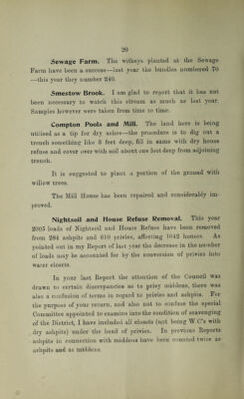 20
Sewage Farm. The witheys planted at the Sewage
Farm have been a success—last year the bundles numbered 70
—this year they number 240.
Smestow Brook. I am glad to report that it has not
been necessary to watch this stream as much as last year.
Samples however were taken from time to time.
Compton Pools and Mill. The land here is being
utilised as a tip for dry ashes—the procedure is to dig out a
trench something like 3 feet deep, fill in same with dry house
refuse and cover over with soil about one foot deep from adjoining
trench.
It is suggested to plant a portion of the ground with
willow trees.
The Mill House has been repaired and considerably im-
proved.
Nightsoil and House Refuse Removal. This year
2005 loads of Nightsoil and House Refuse have been removed
from 284 ashpits and 610 privies, affecting 1042 houses. As
pointed out in my Report of last year the decrease in the number
of loads may be accounted for by the conversion of privies into
water closets.
In your last Report the attention of the Council was
drawn to certain discrepancies as to privy middens, there was
also a confusion of terms in regard to privies and ashpits. For
the purpose of your return, and also not to confuse the special
Committee appointed to examine into the condition of scavenging
of the District, I have included all closets (not being W.C's with
dry ashpits) under the head of privies. In previous Reports
ashpits in connection with middens have been counted twice as
ashpits and as middens.